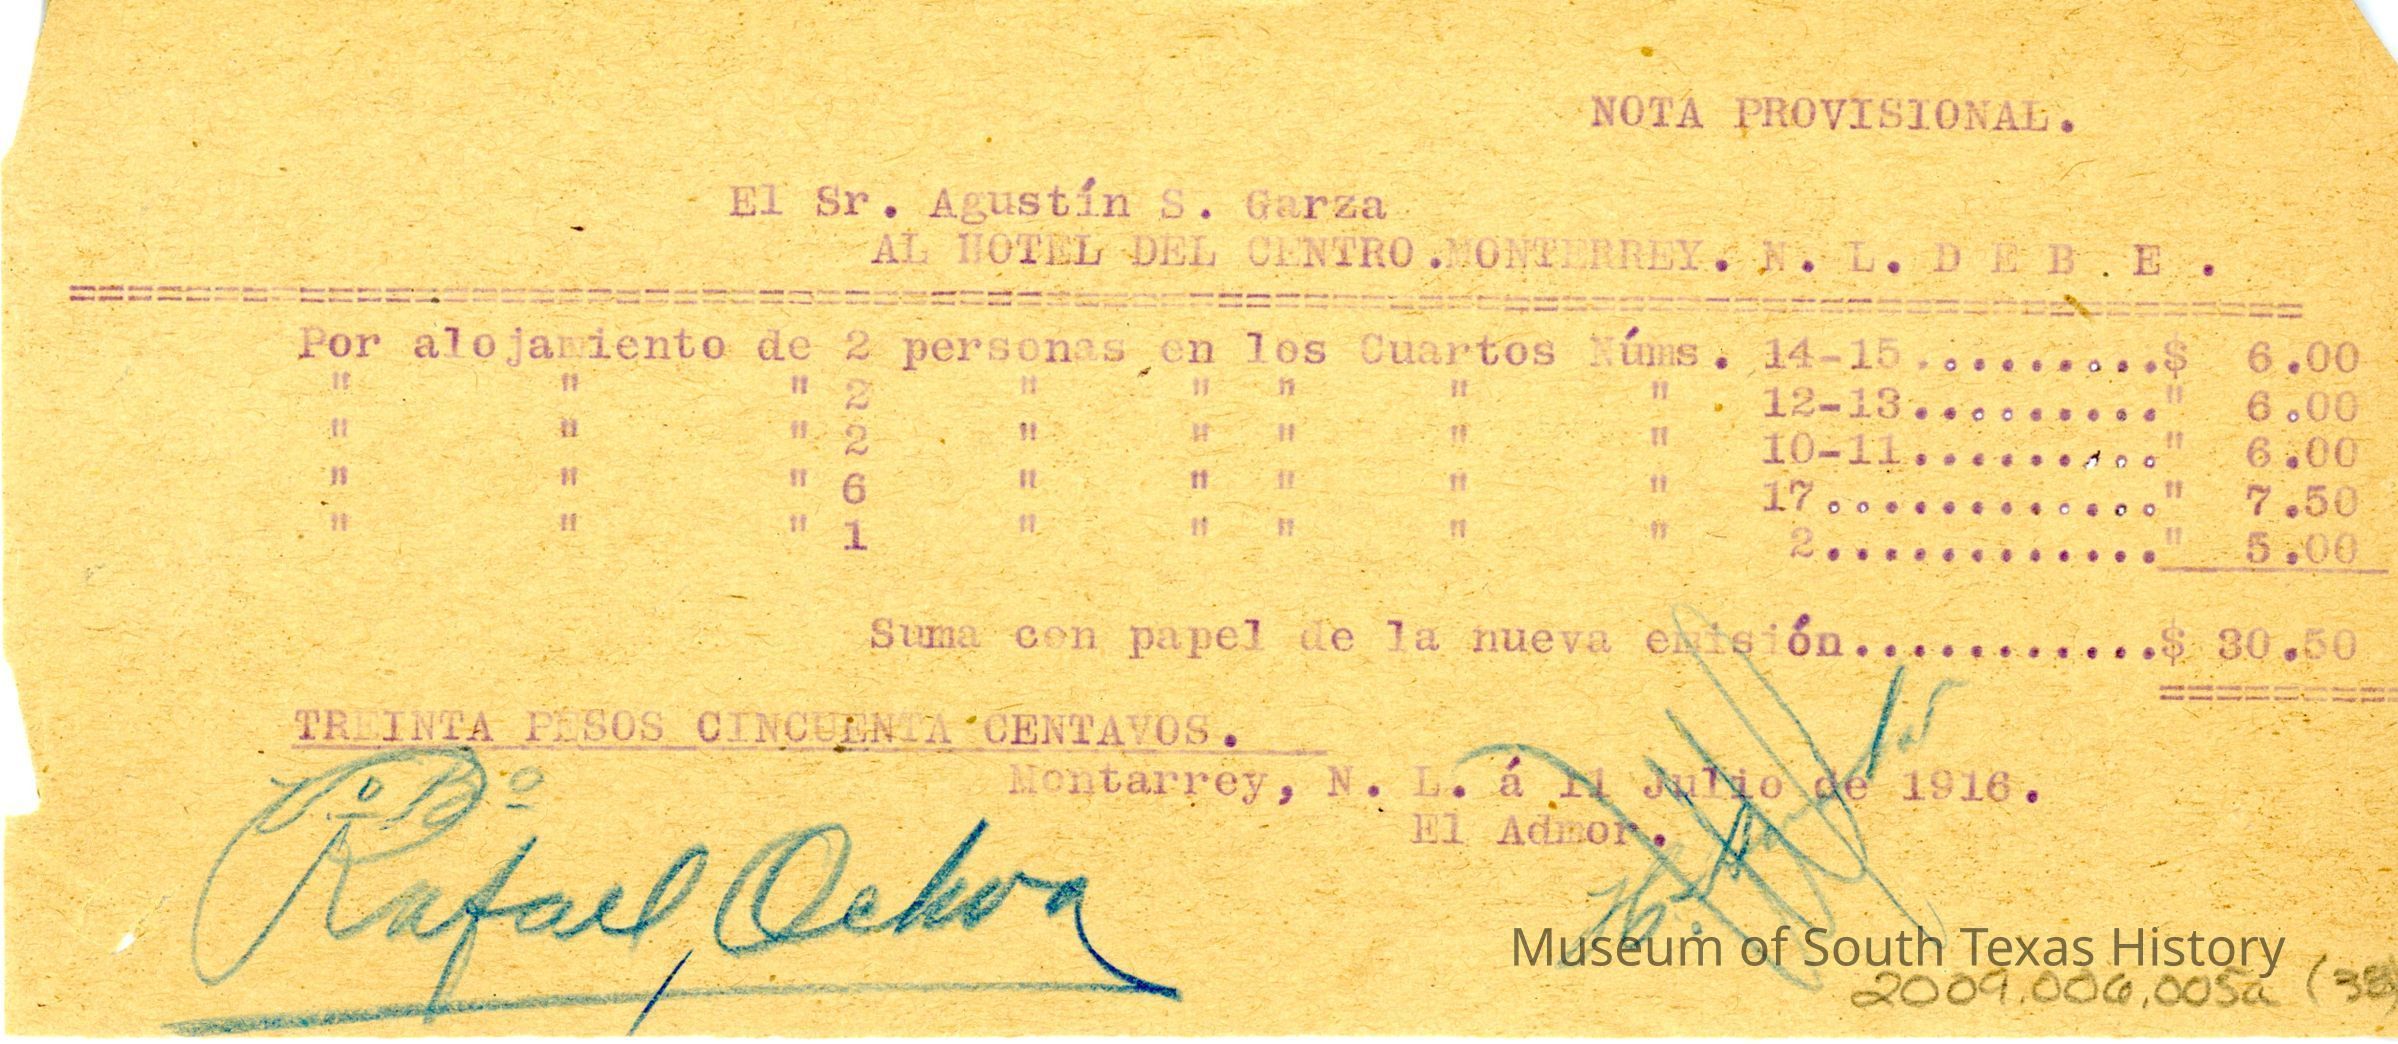 NOTA PROVISIONAL.
El Sr. Agustín S. Garza
AL HOTEL DEL CENTRO.MONTERREY. N. L. D E B . E .
================================================
Por alojamiento de 2 personas en los Cuartos Núms. 14-15.........$ 6.00
" " " 2 " " " " " 12-13........." 6.00
" " " 2 " " " " " 10-11........." 6.00
" " " 6 " " " " " 17............" 7.50
" " " 1 " " " " " 2............" 5.00
Suma con papel de la nueva emisión...........$ 30.50
TREINTA PESOS CINCUENTA CENTAVOS.
Montarrey, N. L. á 11 Julio de 1916.
El Admor.
Vo Bo
Rafael Ochoa
Museum of South Texas History
2009.006.005a (38)